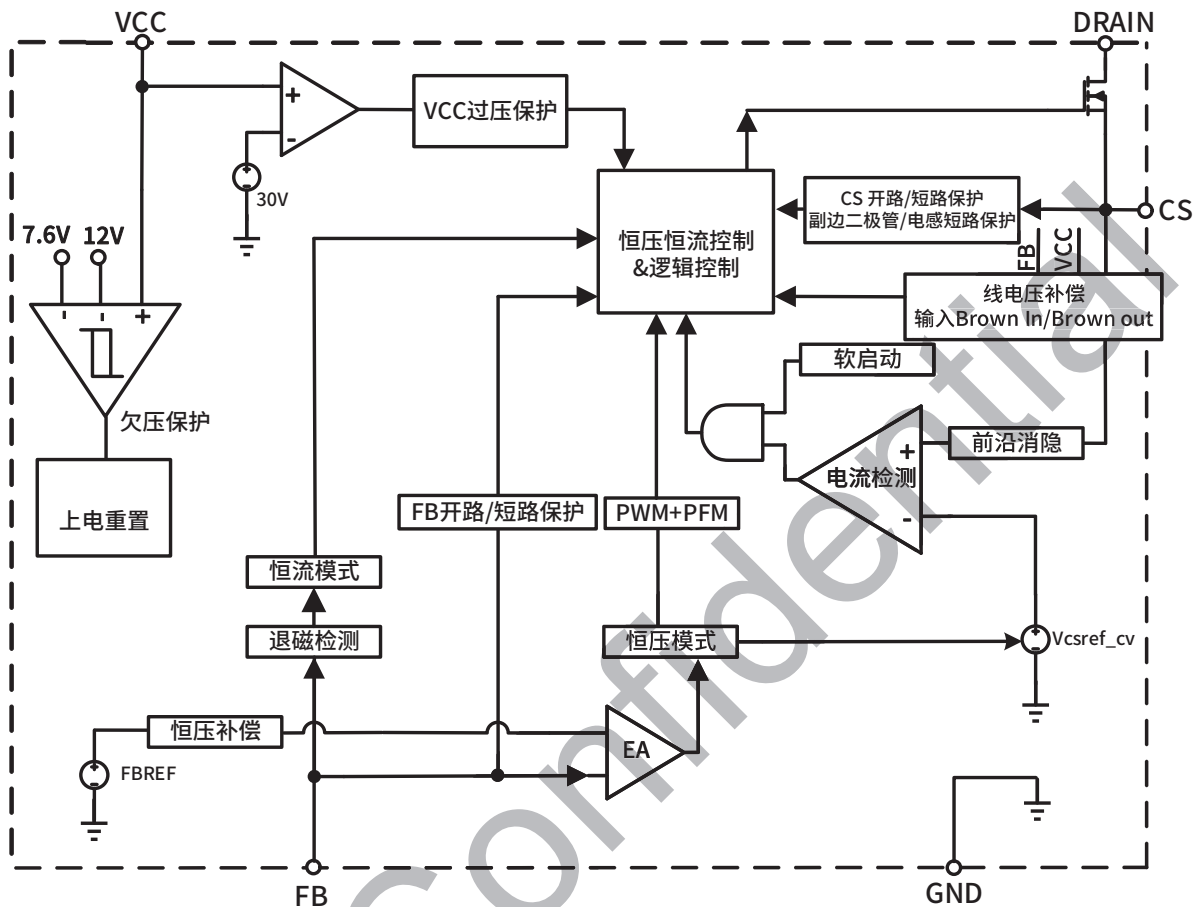 VCC
DRAIN
VCC过压保护
30V
7.6V 12V
CS 开路/短路保护
副边二极管/电感短路保护
CS
恒压恒流控制
&逻辑控制
FB
VCC
线电压补偿
输入Brown In/Brown out
软启动
欠压保护
前沿消隐
电流检测
上电重置
FB开路/短路保护
PWM+PFM
恒流模式
退磁检测
恒压模式
Vcsref_cv
恒压补偿
EA
FBREF
FB
GND
Confidential